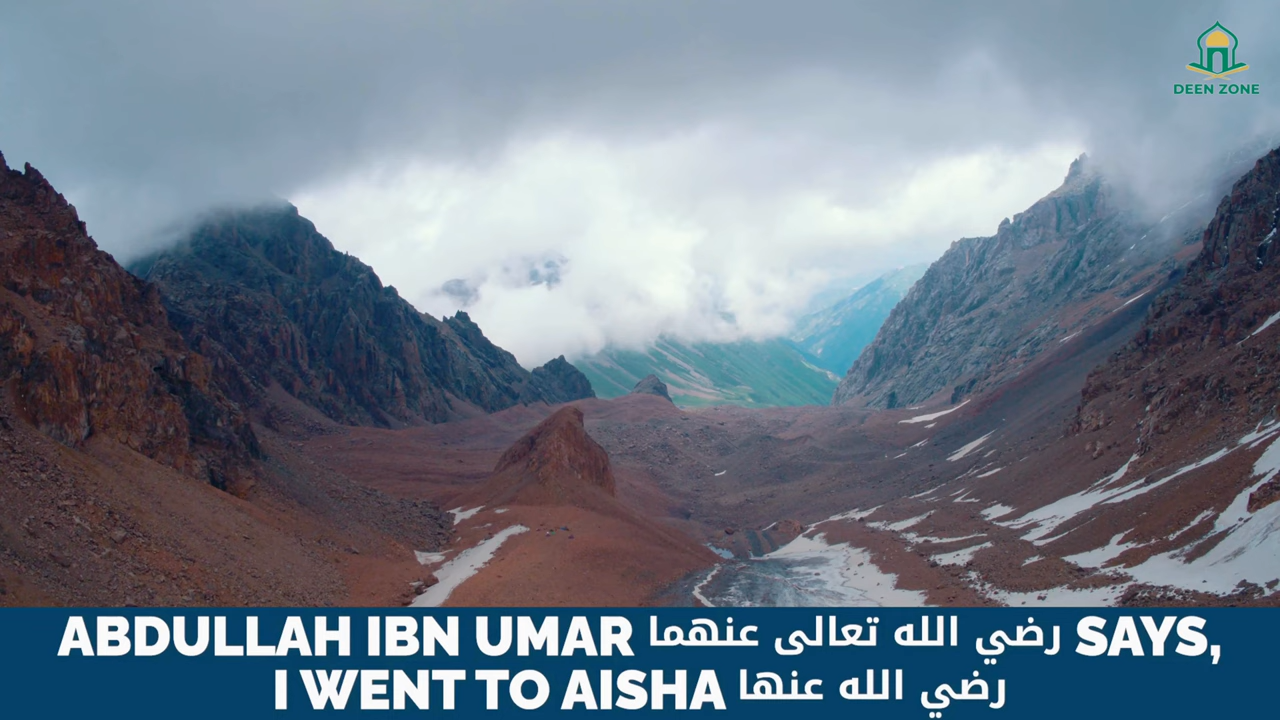 DEEN ZONE
ABDULLAH IBN UMAR رضي الله تعالى عنهما SAYS,
I WENT TO AISHA رضي الله عنها